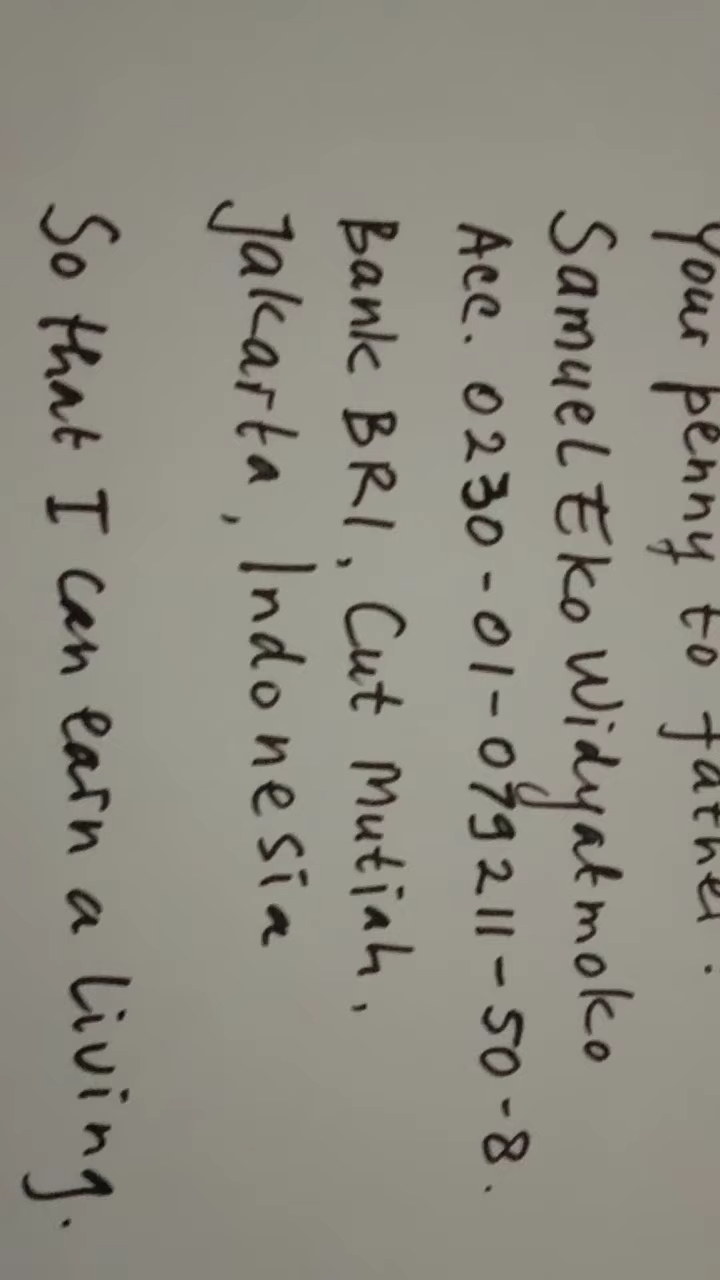 Your penny to father.
Samuel Eko Widyatmoko
Acc. 0230-01-079211-50-8.
Bank BRI, Cut Mutiah,
Jakarta, Indonesia
So that I can earn a living.